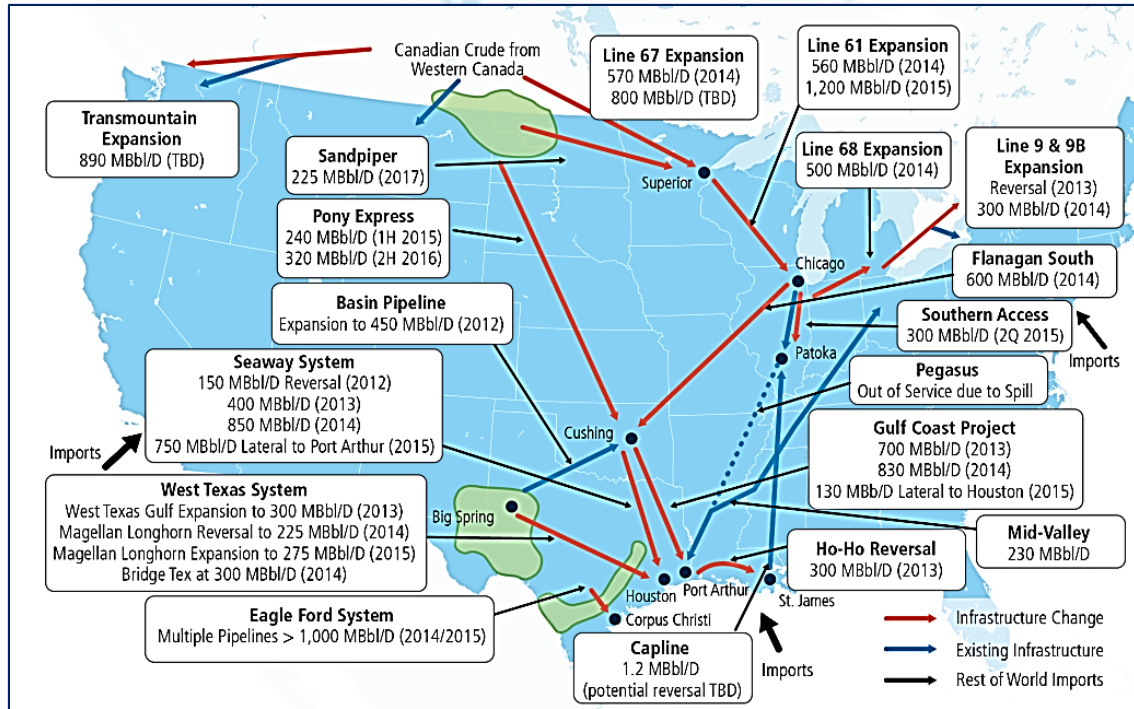 Canadian Crude from
Western Canada
Transmountain
Expansion
890 MBbl/D (TBD)
Line 67 Expansion
570 MBbl/D (2014)
800 MBbl/D (TBD)
Line 61 Expansion
560 MBbl/D (2014)
1,200 MBbl/D (2015)
Line 68 Expansion
500 MBbl/D (2014)
Line 9 & 9B
Expansion
Reversal (2013)
300 MBbl/D (2014)
Sandpiper
225 MBbl/D (2017)
Superior
Pony Express
240 MBbl/D (1H 2015)
320 MBbl/D (2H 2016)
Chicago
Flanagan South
600 MBbl/D (2014)
Basin Pipeline
Expansion to 450 MBbl/D (2012)
Southern Access
300 MBbl/D (2Q 2015)
Imports
Patoka
Seaway System
150 MBbl/D Reversal (2012)
400 MBbl/D (2013)
850 MBbl/D (2014)
750 MBbl/D Lateral to Port Arthur (2015)
Pegasus
Out of Service due to Spill
Imports
Cushing
Gulf Coast Project
700 MBbl/D (2013)
830 MBbl/D (2014)
130 MBb/D Lateral to Houston (2015)
West Texas System
West Texas Gulf Expansion to 300 MBbl/D (2013)
Magellan Longhorn Reversal to 225 MBbl/D (2014)
Magellan Longhorn Expansion to 275 MBbl/D (2015)
Bridge Tex at 300 MBbl/D (2014)
Big Spring
Mid-Valley
230 MBbl/D
Ho-Ho Reversal
300 MBbl/D (2013)
Houston
Port Arthur
St. James
Eagle Ford System
Multiple Pipelines > 1,000 MBbl/D (2014/2015)
Corpus Christi
Capline
1.2 MBbl/D
(potential reversal TBD)
Imports
Infrastructure Change
Existing Infrastructure
Rest of World Imports